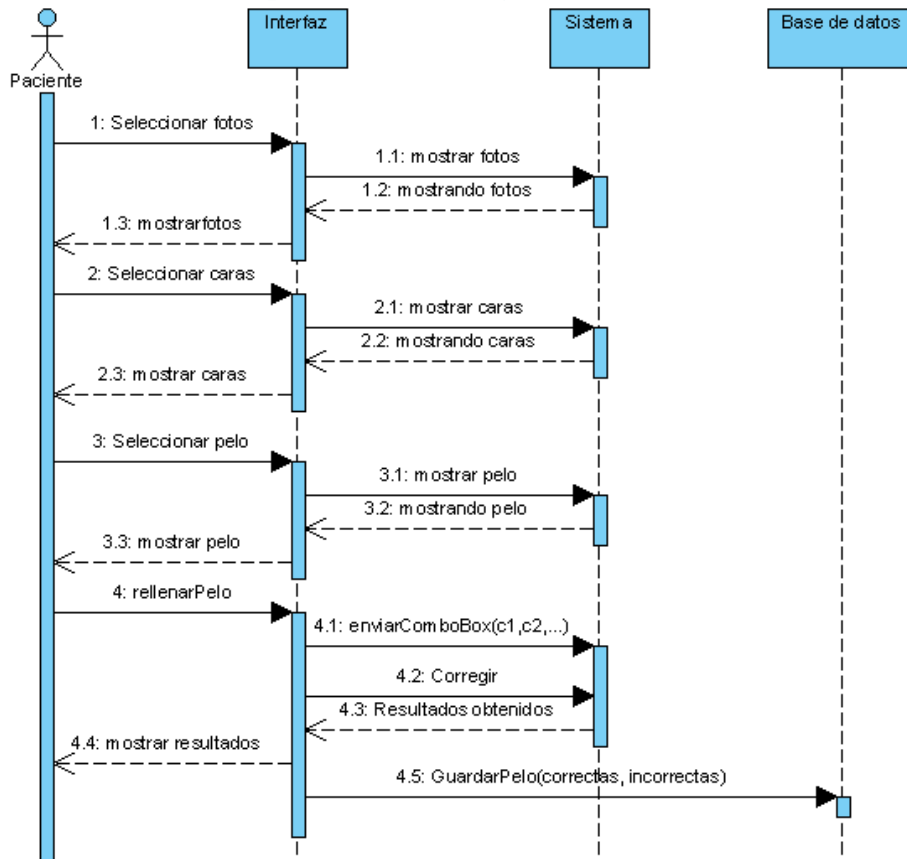 Interfaz
Sistema
Base de datos
Paciente
1: Seleccionar fotos
1.1: mostrar fotos
1.2: mostrando fotos
1.3: mostrarfotos
2: Seleccionar caras
2.1: mostrar caras
2.2: mostrando caras
2.3: mostrar caras
3: Seleccionar pelo
3.1: mostrar pelo
3.2: mostrando pelo
3.3: mostrar pelo
4: rellenarPelo
4.1: enviarComboBox(c1,c2,...)
4.2: Corregir
4.3: Resultados obtenidos
4.4: mostrar resultados
4.5: GuardarPelo(correctas, incorrectas)